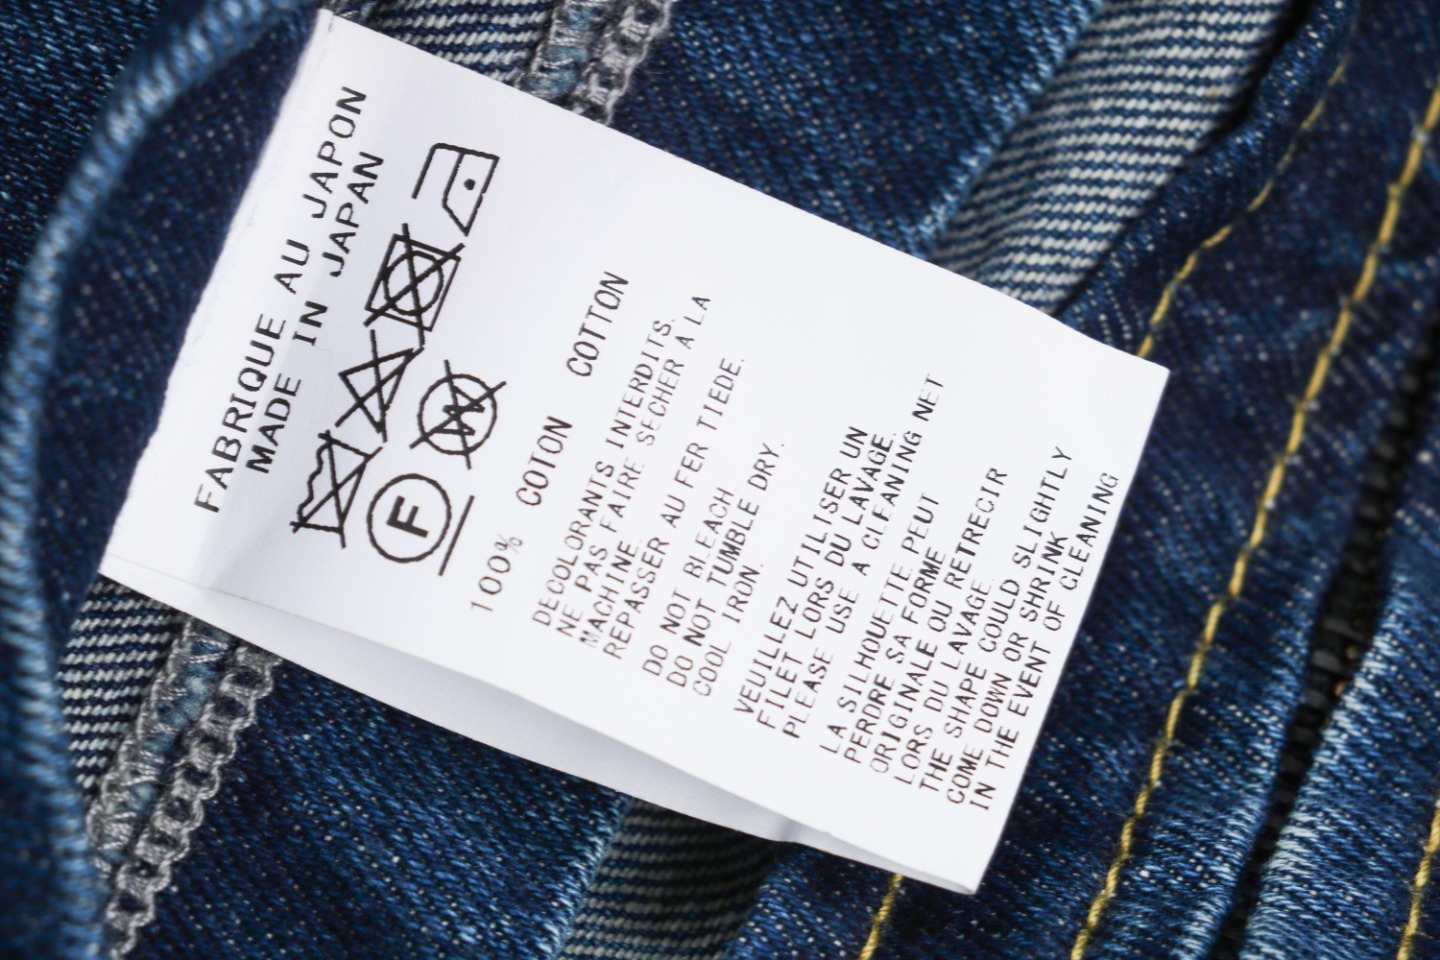 FABRIQUE AU JAPON
MADE IN JAPAN
W
F
100% COTON COTTON
DECOLORANTS INTERDITS.
NE PAS FAIRE SECHER A LA
MACHINE.
REPASSER AU FER TIEDE.
DO NOT BLEACH
DO NOT TUMBLE DRY.
COOL IRON.
VEUILLEZ UTILISER UN
FILET LORS DU LAVAGE.
PLEASE USE A CLEANING NET
LA SILHOUETTE PEUT
PERDRE SA FORME
ORIGINALE OU RETRECIR
LORS DU LAVAGE.
THE SHAPE COULD SLIGHTLY
COME DOWN OR SHRINK
IN THE EVENT OF CLEANING